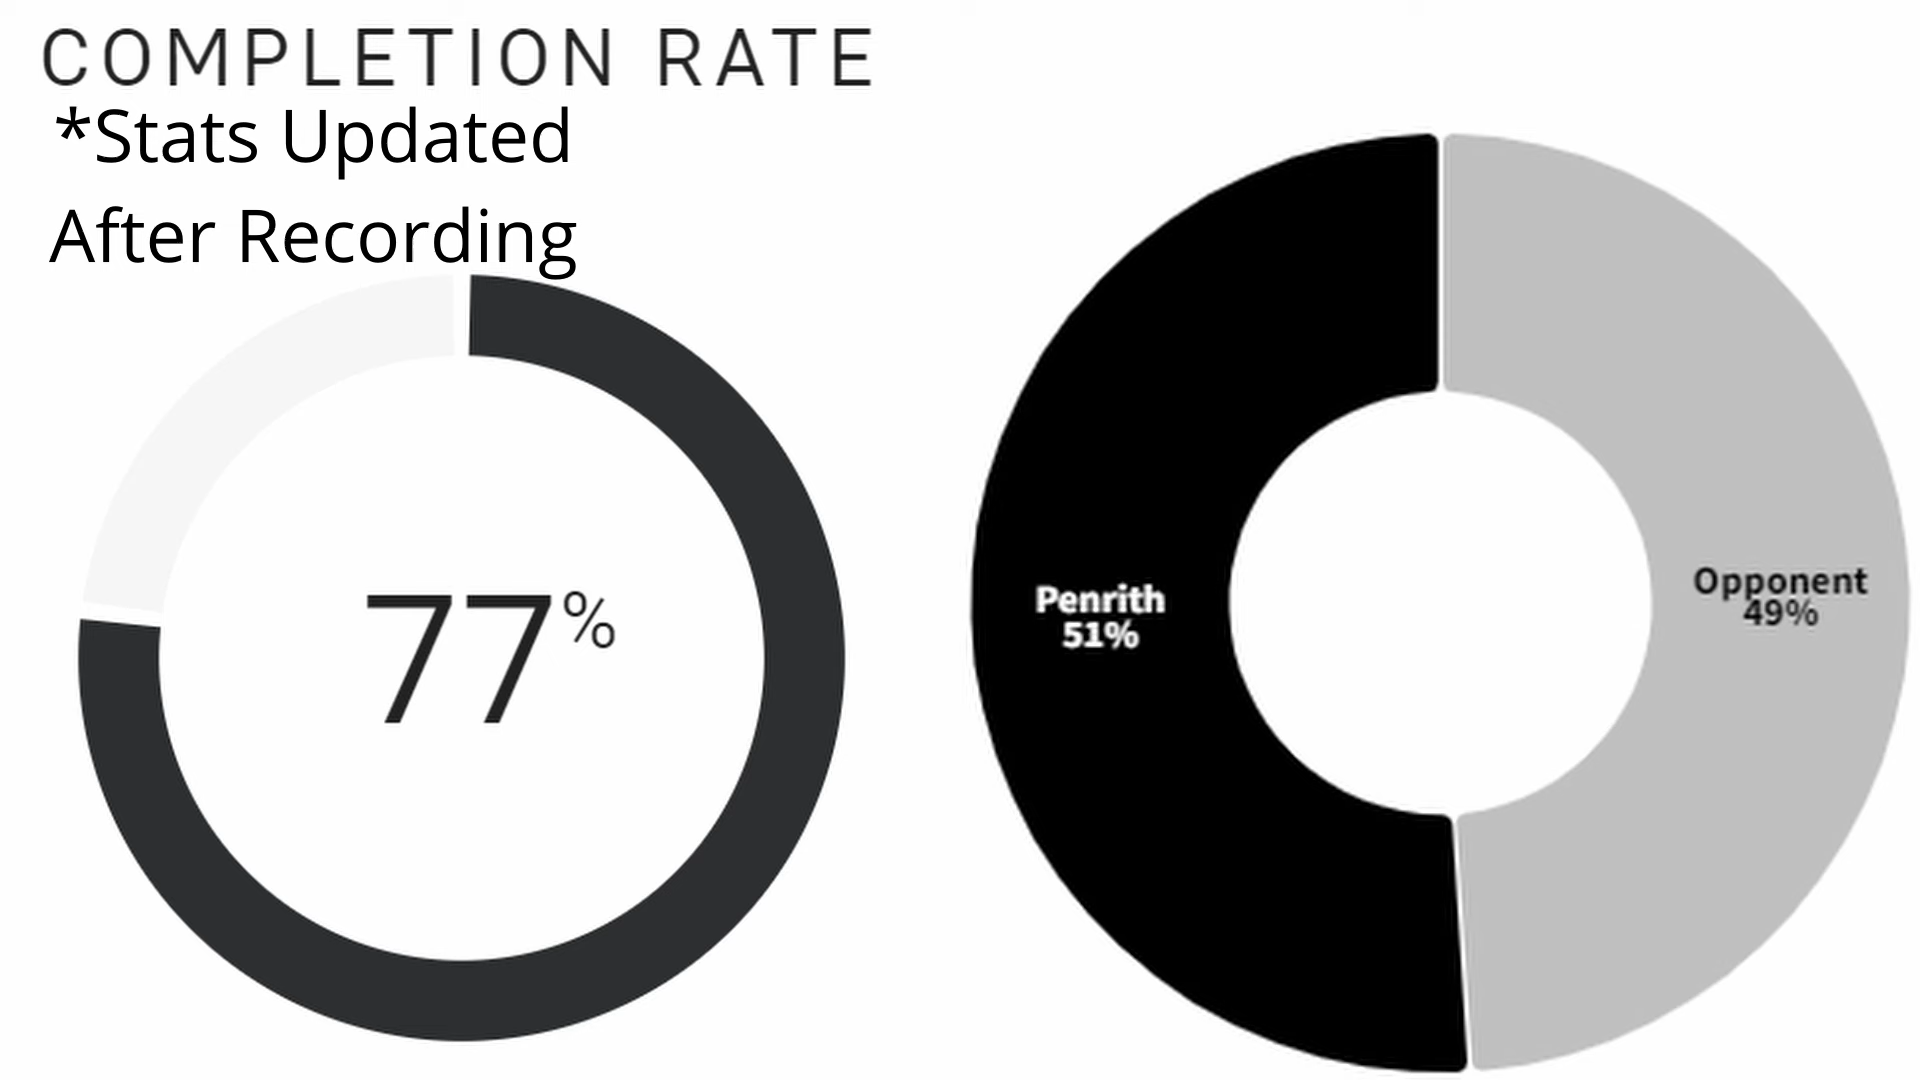 COMPLETION RATE
*Stats Updated
After Recording
77%
Penrith
51%
Opponent
49%